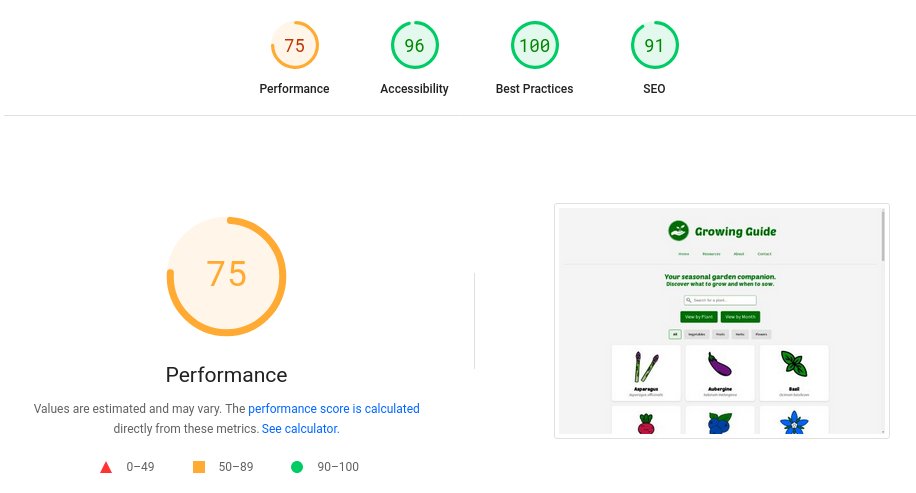 75
96
100
91
Performance
Accessibility
Best Practices
SEO
75
Performance
Values are estimated and may vary. The performance score is calculated
directly from these metrics. See calculator.
0–49
50–89
90–100
Growing Guide
Home
Resources
About
Contact
Your seasonal garden companion.
Discover what to grow and when to sow.
Search for a plant...
View by Plant
View by Month
All
Vegetables
Fruits
Herbs
Flowers
Asparagus
Asparagus officinalis
Aubergine
Solanum melongena
Basil
Ocimum basilicum